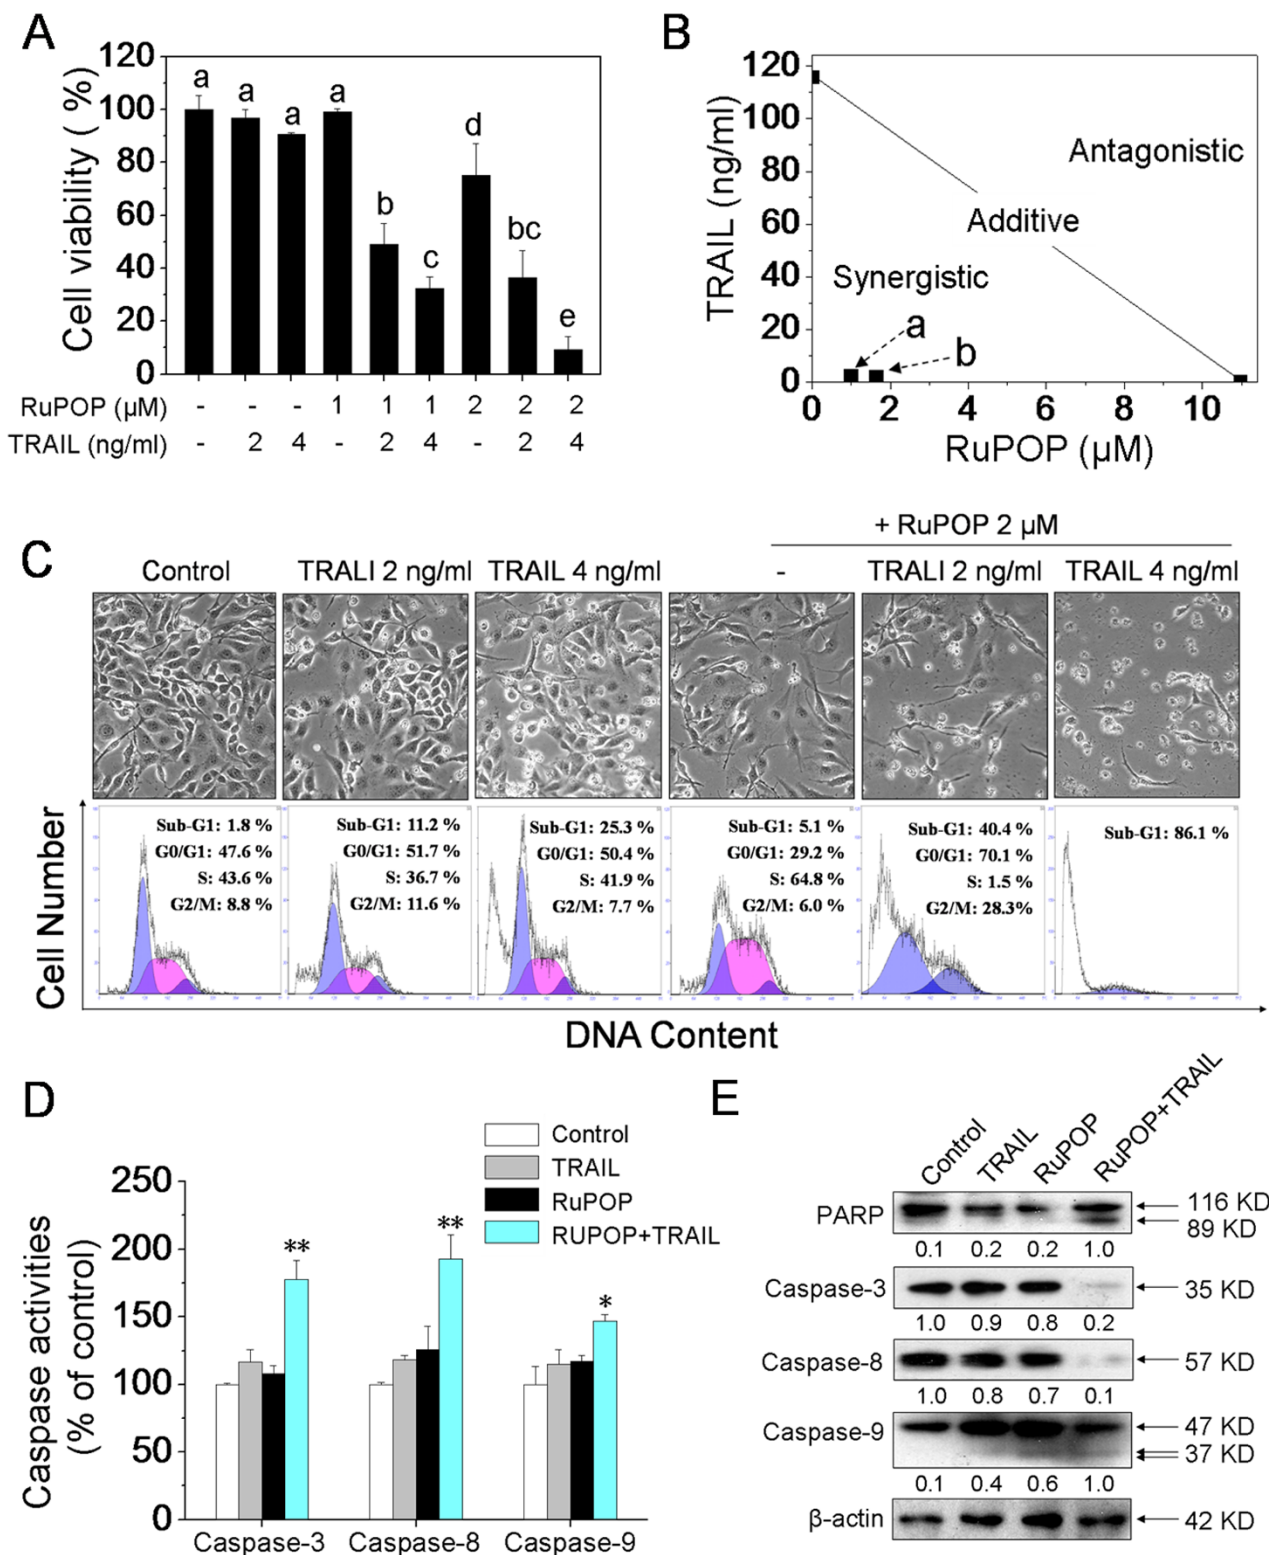 A
120
100
80
60
40
20
0
Cell viability ( %)
a
a
a
a
b
c
d
bc
e
RuPOP (µM) - - - 1 1 1 2 2 2
TRAIL (ng/ml) - 2 4 - 2 4 - 2 4
B
120
100
80
60
40
20
0
TRAIL (ng/ml)
Antagonistic
Additive
Synergistic
a
b
0 2 4 6 8 10
RuPOP (µM)
C
+ RuPOP 2 µM
Control TRALI 2 ng/ml TRAIL 4 ng/ml - TRALI 2 ng/ml TRAIL 4 ng/ml
Cell Number
Sub-G1: 1.8 %
G0/G1: 47.6 %
S: 43.6 %
G2/M: 8.8 %
Sub-G1: 11.2 %
G0/G1: 51.7 %
S: 36.7 %
G2/M: 11.6 %
Sub-G1: 25.3 %
G0/G1: 50.4 %
S: 41.9 %
G2/M: 7.7 %
Sub-G1: 5.1 %
G0/G1: 29.2 %
S: 64.8 %
G2/M: 6.0 %
Sub-G1: 40.4 %
G0/G1: 70.1 %
S: 1.5 %
G2/M: 28.3%
Sub-G1: 86.1 %
DNA Content
D
Control
TRAIL
RuPOP
RUPOP+TRAIL
250
200
150
100
50
0
Caspase activities
(% of control)
**
**
*
Caspase-3 Caspase-8 Caspase-9
E
Control TRAIL RuPOP RuPOP+TRAIL
PARP 116 KD
89 KD
0.1 0.2 0.2 1.0
Caspase-3 35 KD
1.0 0.9 0.8 0.2
Caspase-8 57 KD
1.0 0.8 0.7 0.1
Caspase-9 47 KD
37 KD
0.1 0.4 0.6 1.0
β-actin 42 KD